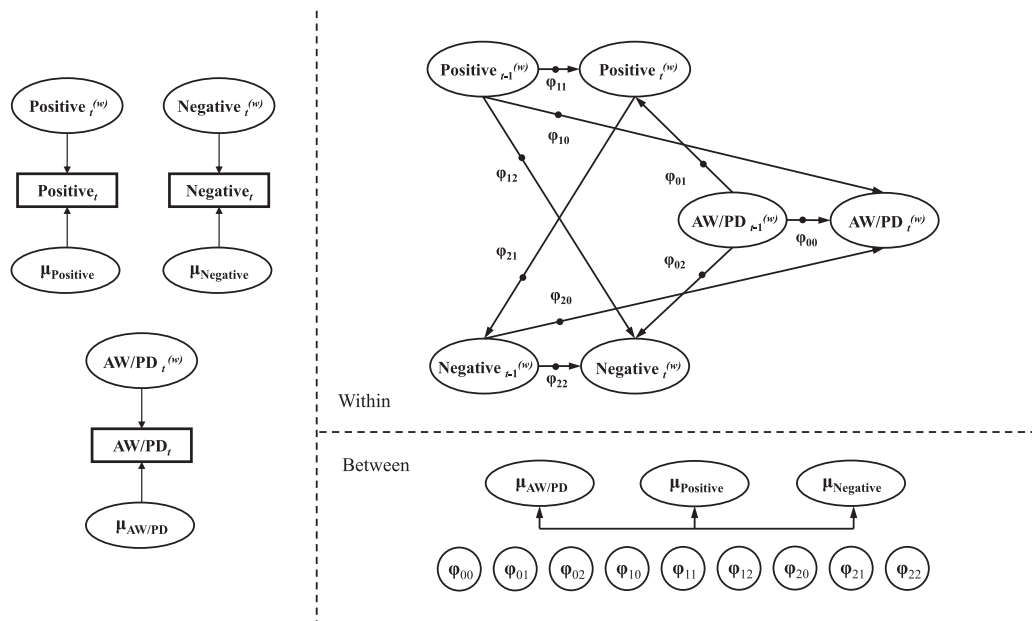 Positive t(w)
Negative t(w)
Positivet
Negativet
μPositive
μNegative
AW/PD t(w)
AW/PDt
μAW/PD
Positive t-1(w)
Positive t(w)
φ11
φ10
φ12
φ01
AW/PD t-1(w)
AW/PD t(w)
φ00
φ21
φ02
φ20
Negative t-1(w)
Negative t(w)
φ22
Within
Between
μAW/PD
μPositive
μNegative
φ00 φ01 φ02 φ10 φ11 φ12 φ20 φ21 φ22